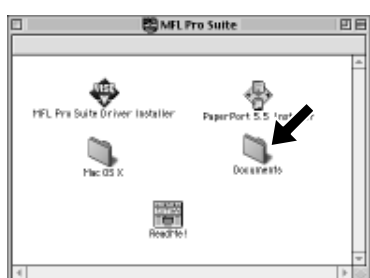 MFL Pro Suite
MFL Pro Suite Driver Installer
PaperPort 5.5
Mac OS X
Documents
ReadMe!